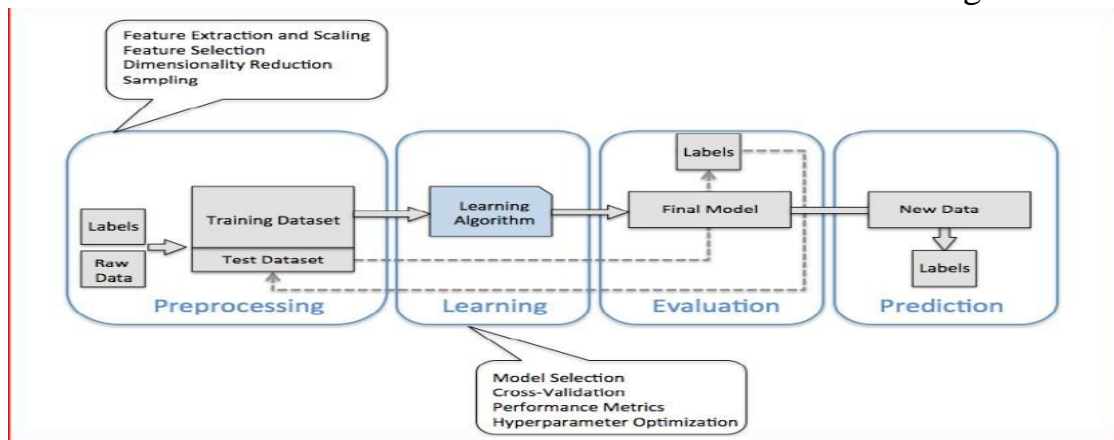 Feature Extraction and Scaling
Feature Selection
Dimensionality Reduction
Sampling
Labels
Raw
Data
Training Dataset
Test Dataset
Preprocessing
Learning
Algorithm
Learning
Labels
Final Model
Evaluation
New Data
Labels
Prediction
Model Selection
Cross-Validation
Performance Metrics
Hyperparameter Optimization